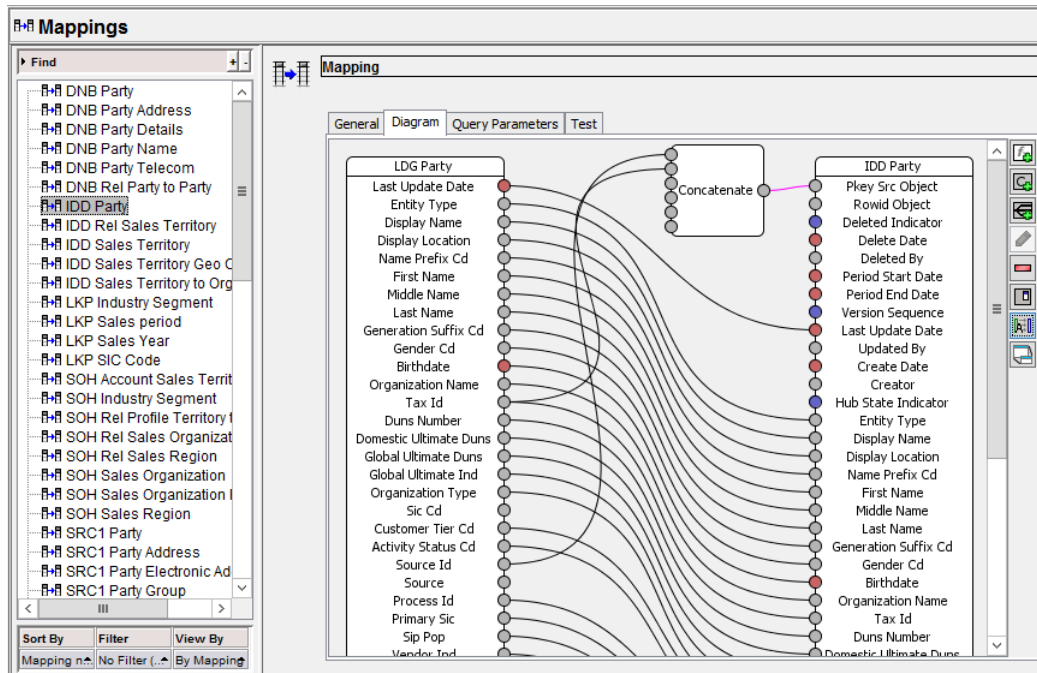 Mappings
Find
+ -
DNB Party
DNB Party Address
DNB Party Details
DNB Party Name
DNB Party Telecom
DNB Rel Party to Party
IDD Party
IDD Rel Sales Territory
IDD Sales Territory
IDD Sales Territory Geo C
IDD Sales Territory to Org
LKP Industry Segment
LKP Sales period
LKP Sales Year
LKP SIC Code
SOH Account Sales Territ
SOH Industry Segment
SOH Rel Profile Territory t
SOH Rel Sales Organizat
SOH Rel Sales Region
SOH Sales Organization
SOH Sales Organization I
SOH Sales Region
SRC1 Party
SRC1 Party Address
SRC1 Party Electronic Ad
SRC1 Party Group
Sort By Filter View By
Mapping n... No Filter (... By Mapping
Mapping
General Diagram Query Parameters Test
LDG Party
Last Update Date
Entity Type
Display Name
Display Location
Name Prefix Cd
First Name
Middle Name
Last Name
Generation Suffix Cd
Gender Cd
Birthdate
Organization Name
Tax Id
Duns Number
Domestic Ultimate Duns
Global Ultimate Duns
Global Ultimate Ind
Organization Type
Sic Cd
Customer Tier Cd
Activity Status Cd
Source Id
Source
Process Id
Primary Sic
Sip Pop
Vendor Ind
Concatenate
IDD Party
Pkey Src Object
Rowid Object
Deleted Indicator
Delete Date
Deleted By
Period Start Date
Period End Date
Version Sequence
Last Update Date
Updated By
Create Date
Creator
Hub State Indicator
Entity Type
Display Name
Display Location
Name Prefix Cd
First Name
Middle Name
Last Name
Generation Suffix Cd
Gender Cd
Birthdate
Organization Name
Tax Id
Duns Number
Domestic Ultimate Duns